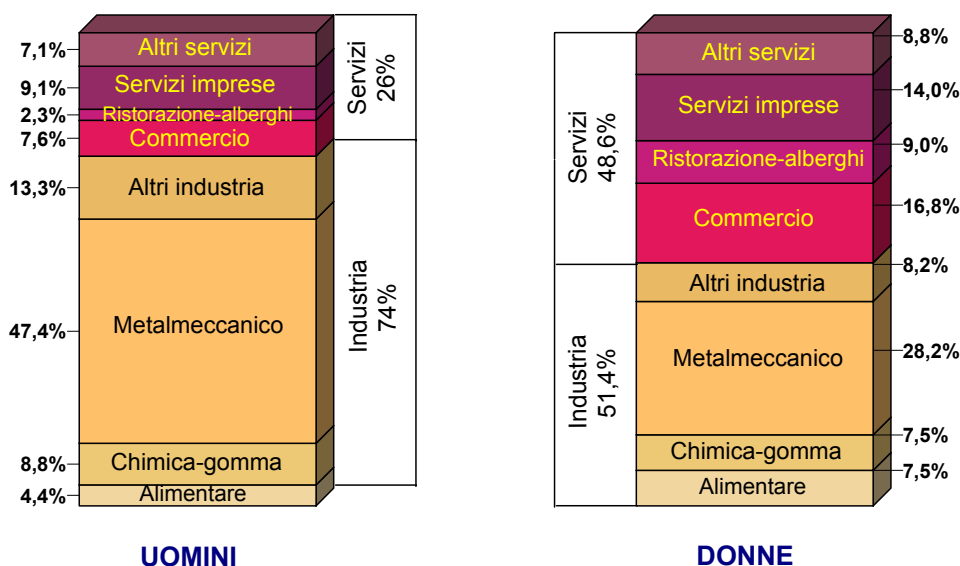 7,1%
Altri servizi
9,1%
Servizi imprese
2,3%
Ristorazione-alberghi
7,6%
Commercio
13,3%
Altri industria
47,4%
Metalmeccanico
8,8%
Chimica-gomma
4,4%
Alimentare
Servizi
26%
Industria
74%
UOMINI
Servizi
48,6%
Industria
51,4%
Altri servizi
8,8%
Servizi imprese
14,0%
Ristorazione-alberghi
9,0%
Commercio
16,8%
Altri industria
8,2%
Metalmeccanico
28,2%
Chimica-gomma
7,5%
Alimentare
7,5%
DONNE